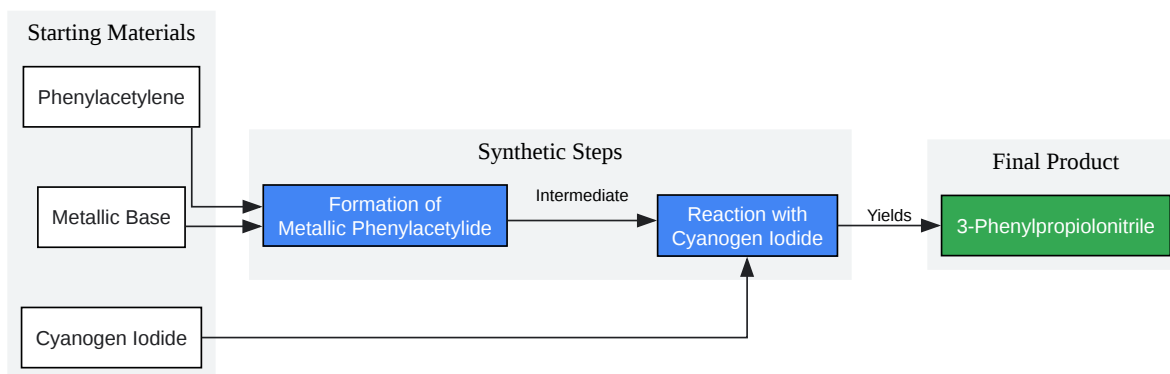 Starting Materials
Phenylacetylene
Metallic Base
Cyanogen Iodide
Synthetic Steps
Formation of
Metallic Phenylacetylide
Intermediate
Reaction with
Cyanogen Iodide
Yields
Final Product
3-Phenylpropiolonitrile